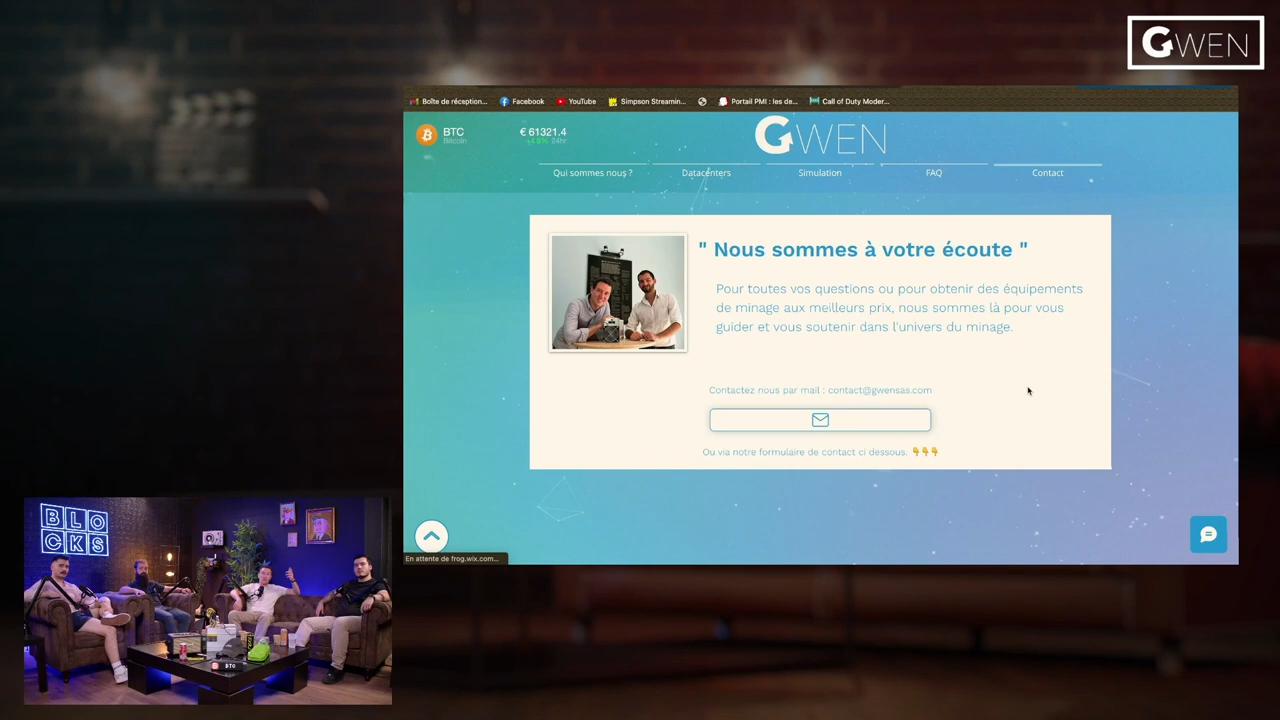 GWEN
Boîte de réception... Facebook YouTube Simpson Streamin... Portail PMI : les de... Call of Duty Moder...
BTC
Bitcoin
€ 61321.4
24hr
GWEN
Qui sommes nous ? Datacenters Simulation FAQ Contact
" Nous sommes à votre écoute "
Pour toutes vos questions ou pour obtenir des équipements
de minage aux meilleurs prix, nous sommes là pour vous
guider et vous soutenir dans l'univers du minage.
Contactez nous par mail : contact@gwensas.com
Ou via notre formulaire de contact ci dessous. 👇👇👇
En attente de frog.wix.com...
BLO
CKS
BTC